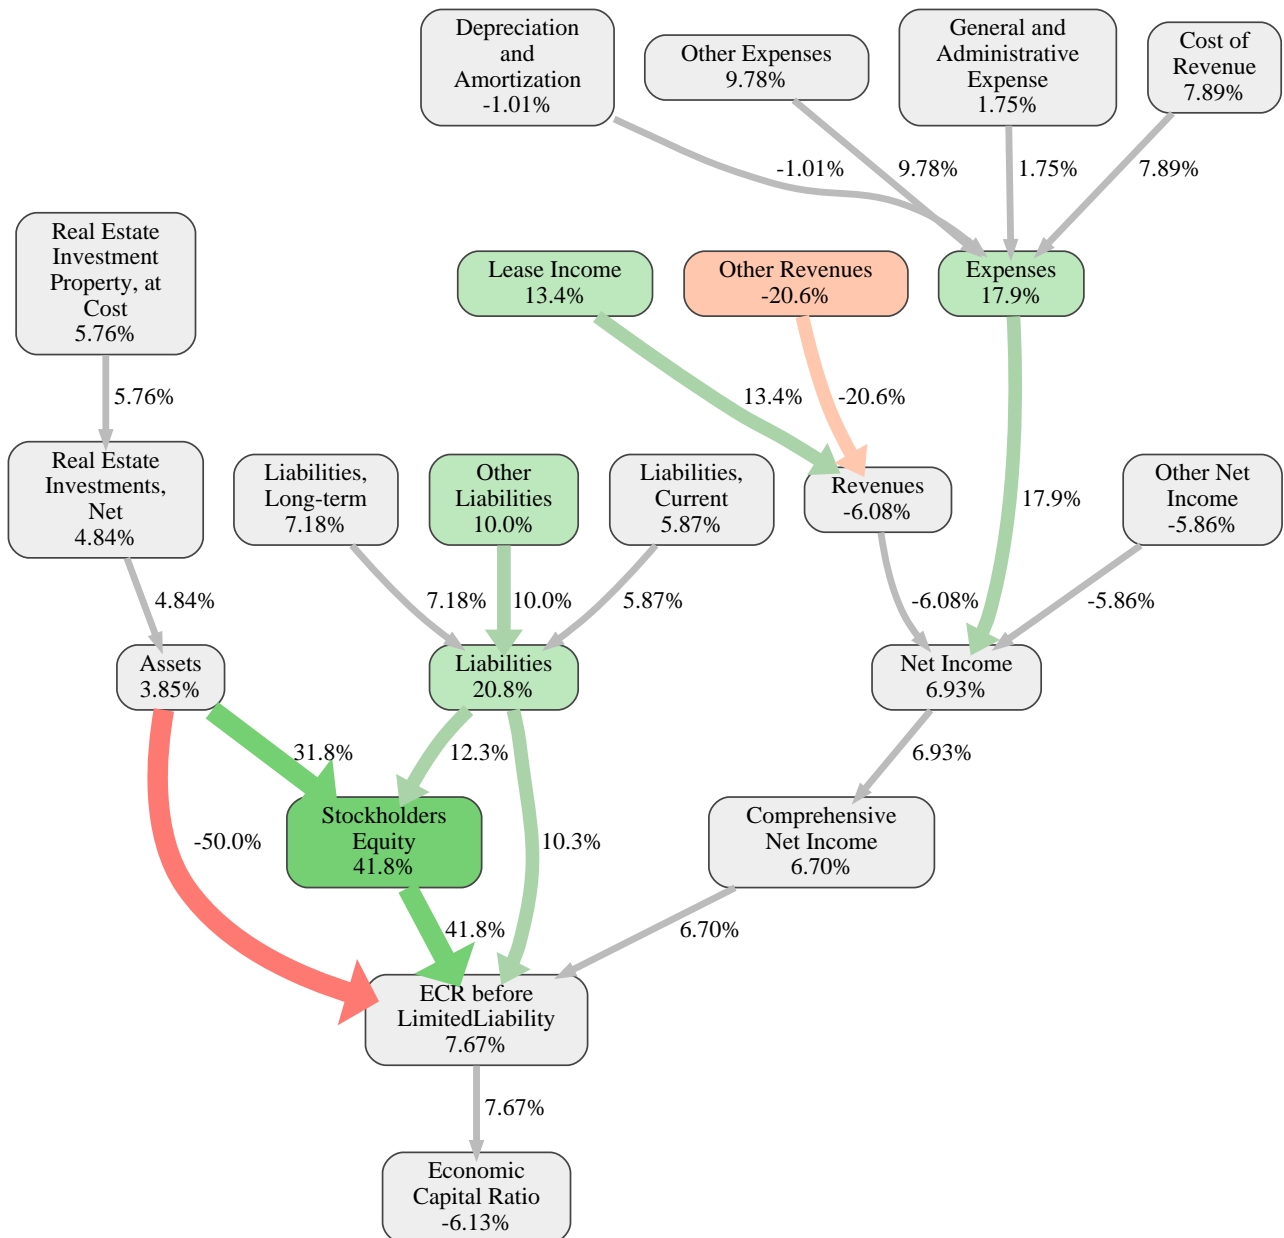 Depreciation
and
Amortization
-1.01%
Other Expenses
9.78%
General and
Administrative
Expense
1.75%
Cost of
Revenue
7.89%
-1.01%
9.78%
1.75%
7.89%
Real Estate
Investment
Property, at
Cost
5.76%
Lease Income
13.4%
Other Revenues
-20.6%
Expenses
17.9%
5.76%
13.4%
-20.6%
Real Estate
Investments,
Net
4.84%
Liabilities,
Long-term
7.18%
Other
Liabilities
10.0%
Liabilities,
Current
5.87%
Revenues
-6.08%
17.9%
Other Net
Income
-5.86%
4.84%
7.18%
10.0%
5.87%
-6.08%
-5.86%
Assets
3.85%
Liabilities
20.8%
Net Income
6.93%
31.8%
12.3%
6.93%
-50.0%
Stockholders
Equity
41.8%
10.3%
Comprehensive
Net Income
6.70%
41.8%
6.70%
ECR before
LimitedLiability
7.67%
7.67%
Economic
Capital Ratio
-6.13%